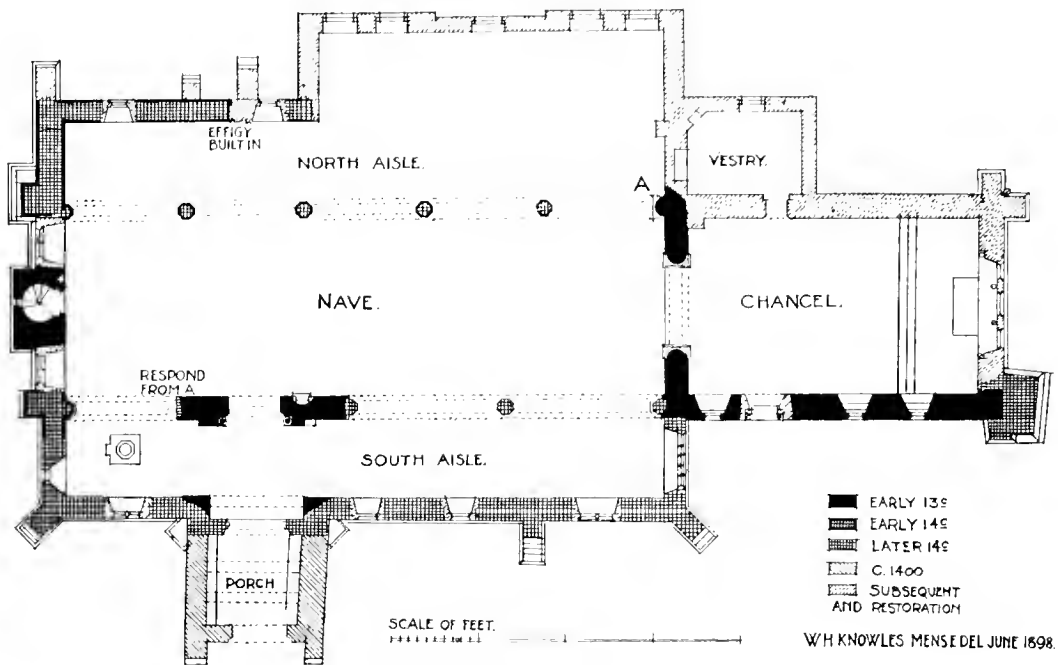 EFFIGY
BUILT IN
NORTH AISLE.
VESTRY.
A
NAVE.
CHANCEL.
RESPOND
FROM A
SOUTH AISLE.
PORCH
SCALE OF FEET.
EARLY 13C
EARLY 14C
LATER 14C
C. 1400
SUBSEQUENT
AND RESTORATION
W H KNOWLES MENS E DEL JUNE 1898.